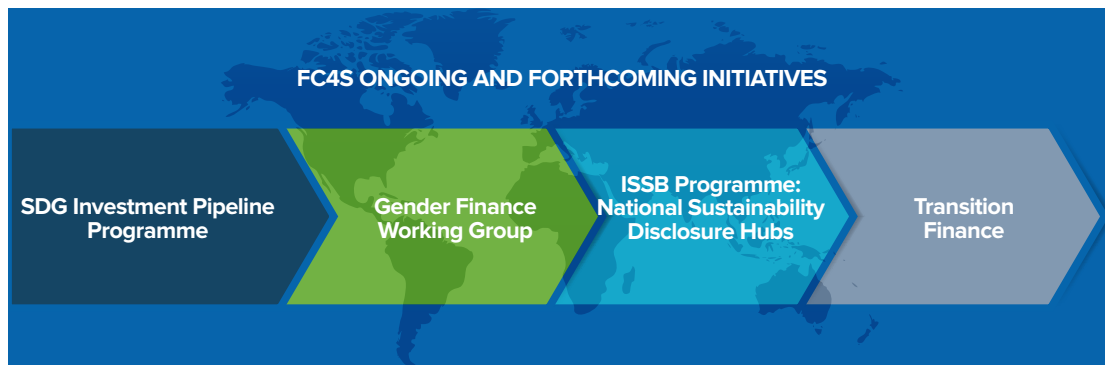 FC4S ONGOING AND FORTHCOMING INITIATIVES
SDG Investment Pipeline
Programme
Gender Finance
Working Group
ISSB Programme:
National Sustainability
Disclosure Hubs
Transition
Finance